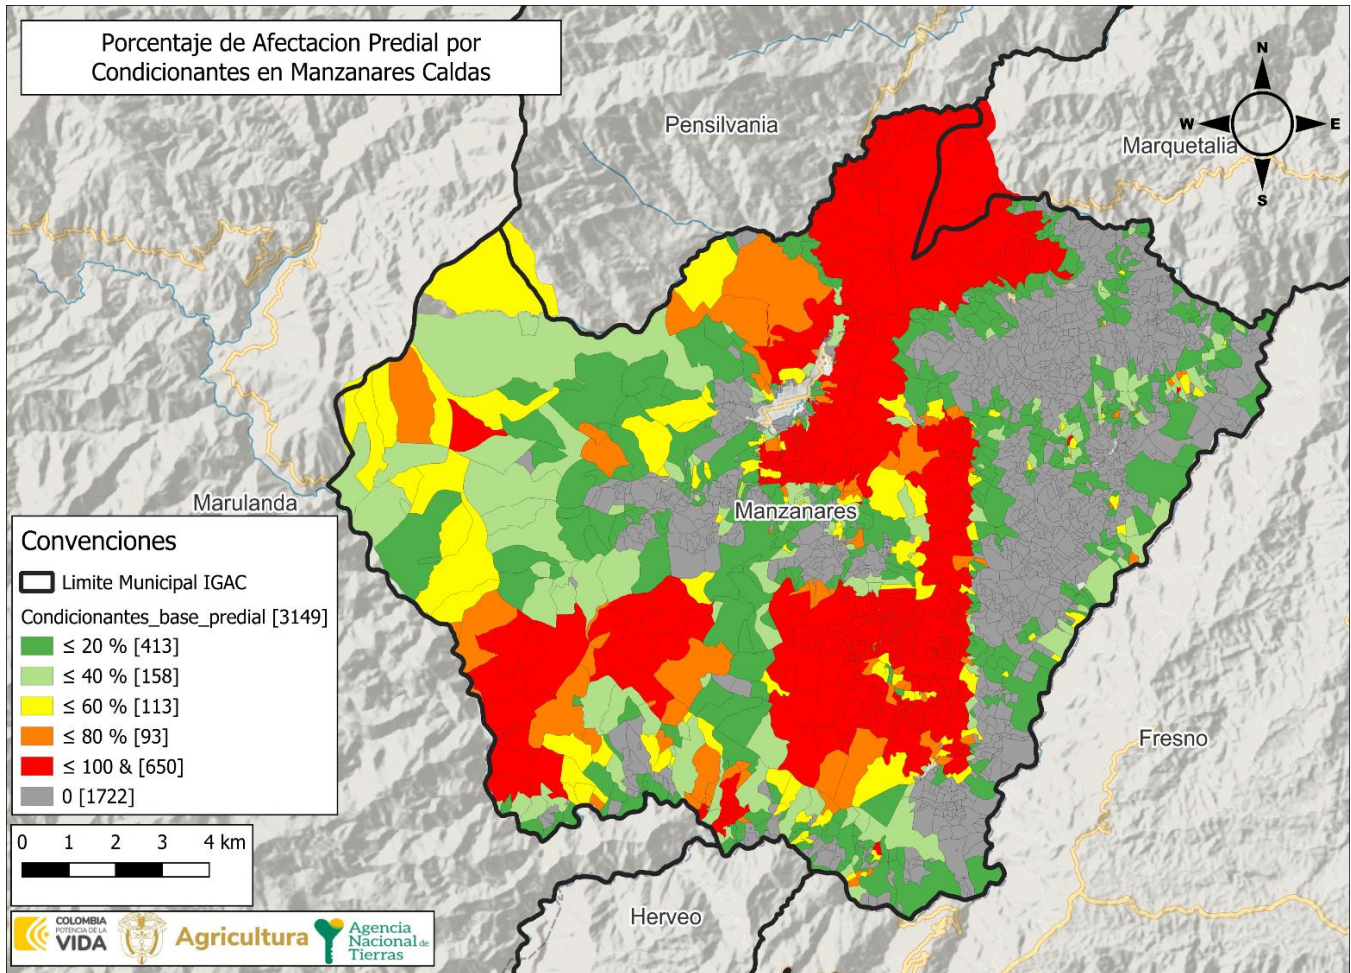 Porcentaje de Afectacion Predial por
Condicionantes en Manzanares Caldas
N
W
E
S
Pensilvania
Marquetalia
Marulanda
Manzanares
Fresno
Herveo
Convenciones
Limite Municipal IGAC
Condicionantes_base_predial [3149]
≤ 20 % [413]
≤ 40 % [158]
≤ 60 % [113]
≤ 80 % [93]
≤ 100 & [650]
0 [1722]
0 1 2 3 4 km
COLOMBIA
POTENCIA DE LA
VIDA
Agricultura
Agencia
Nacional de
Tierras